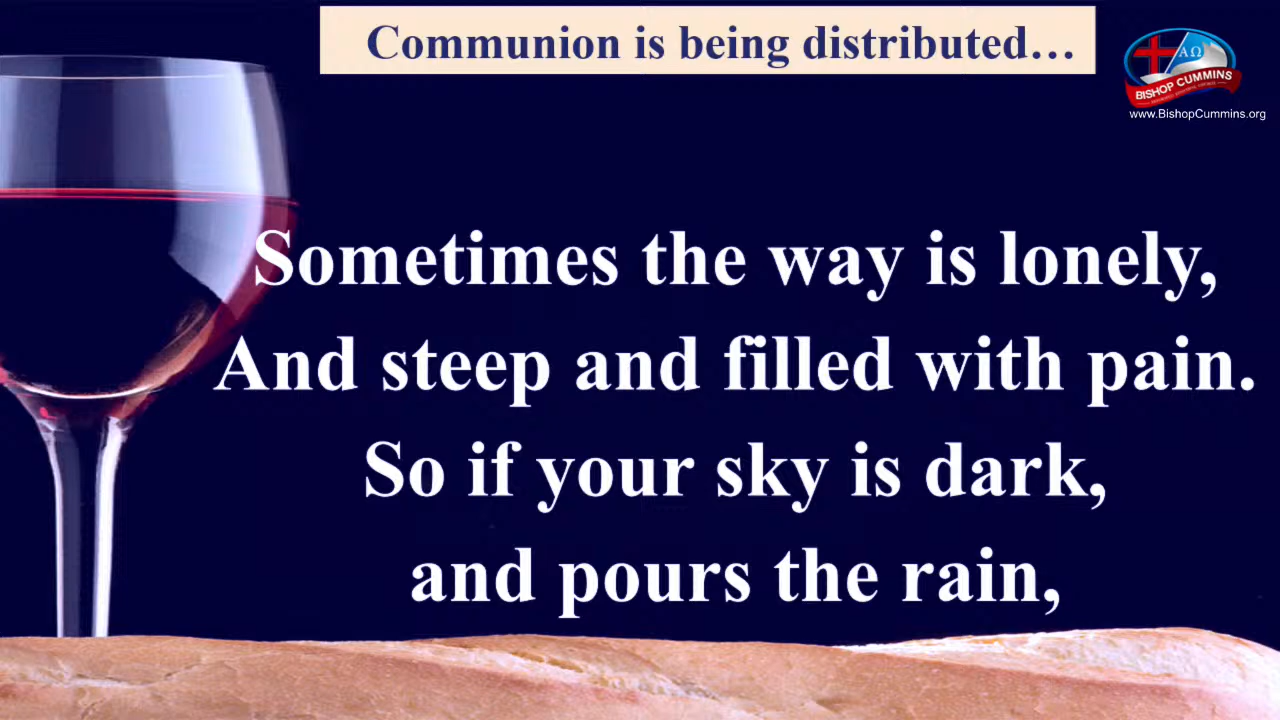 Communion is being distributed…
ΑΩ
BISHOP CUMMINS
www.BishopCummins.org
Sometimes the way is lonely,
And steep and filled with pain.
So if your sky is dark,
and pours the rain,